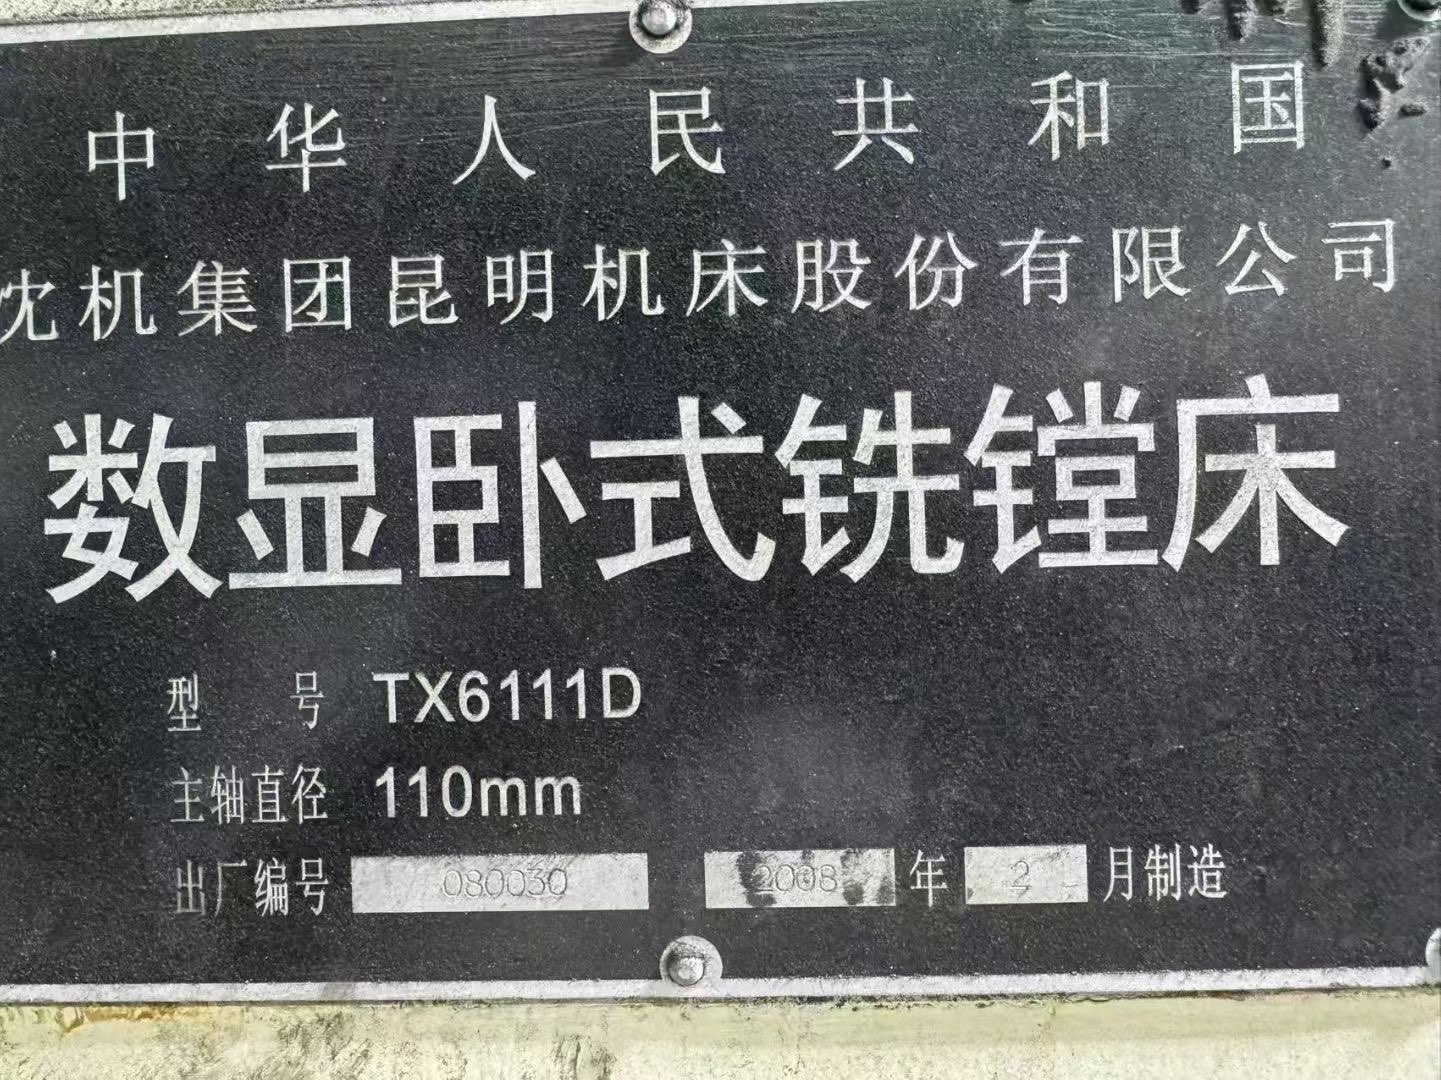 中华人民共和国
沈机集团昆明机床股份有限公司
数显卧式铣镗床
型号 TX6111D
主轴直径 110mm
出厂编号 080030 2008 年 2 月制造